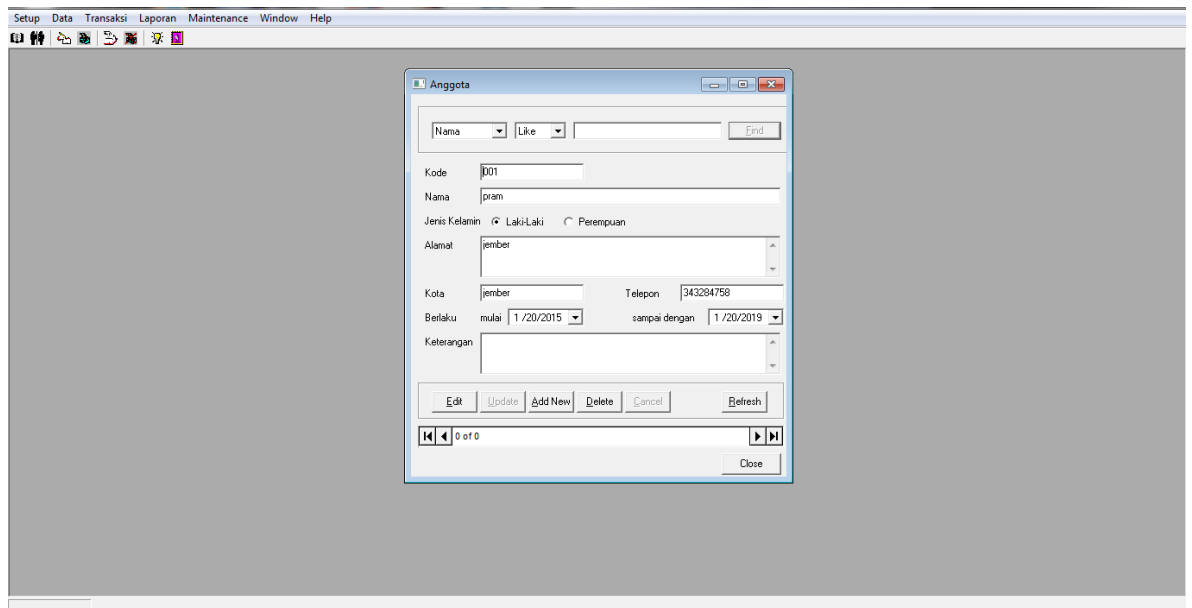 Setup Data Transaksi Laporan Maintenance Window Help
Anggota
Nama Like Find
Kode 001
Nama pram
Jenis Kelamin Laki-Laki Perempuan
Alamat jember
Kota jember Telepon 343284758
Berlaku mulai 1 /20/2015 sampai dengan 1 /20/2019
Keterangan
Edit Update Add New Delete Cancel Refresh
0 of 0
Close